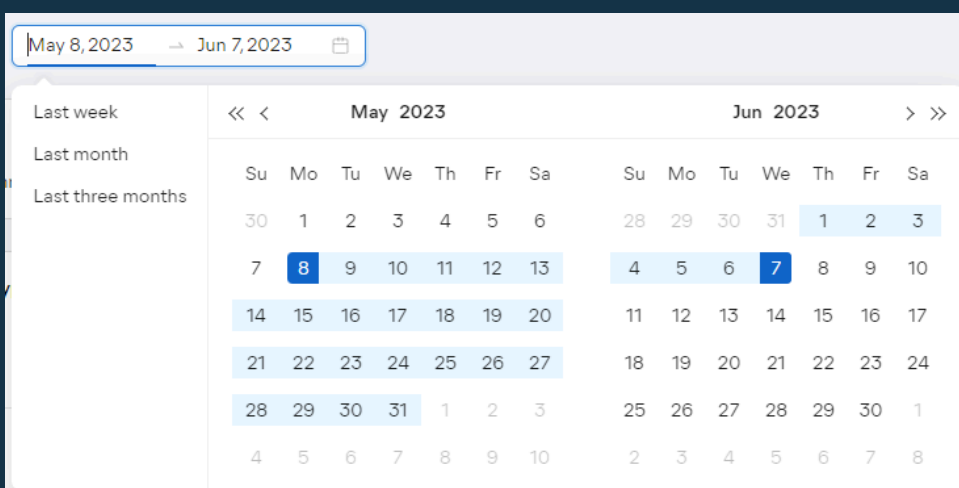 May 8, 2023 → Jun 7, 2023
Last week
Last month
Last three months
« < May 2023
Su Mo Tu We Th Fr Sa
30 1 2 3 4 5 6
7 8 9 10 11 12 13
14 15 16 17 18 19 20
21 22 23 24 25 26 27
28 29 30 31 1 2 3
4 5 6 7 8 9 10
Jun 2023 > »
Su Mo Tu We Th Fr Sa
28 29 30 31 1 2 3
4 5 6 7 8 9 10
11 12 13 14 15 16 17
18 19 20 21 22 23 24
25 26 27 28 29 30 1
2 3 4 5 6 7 8